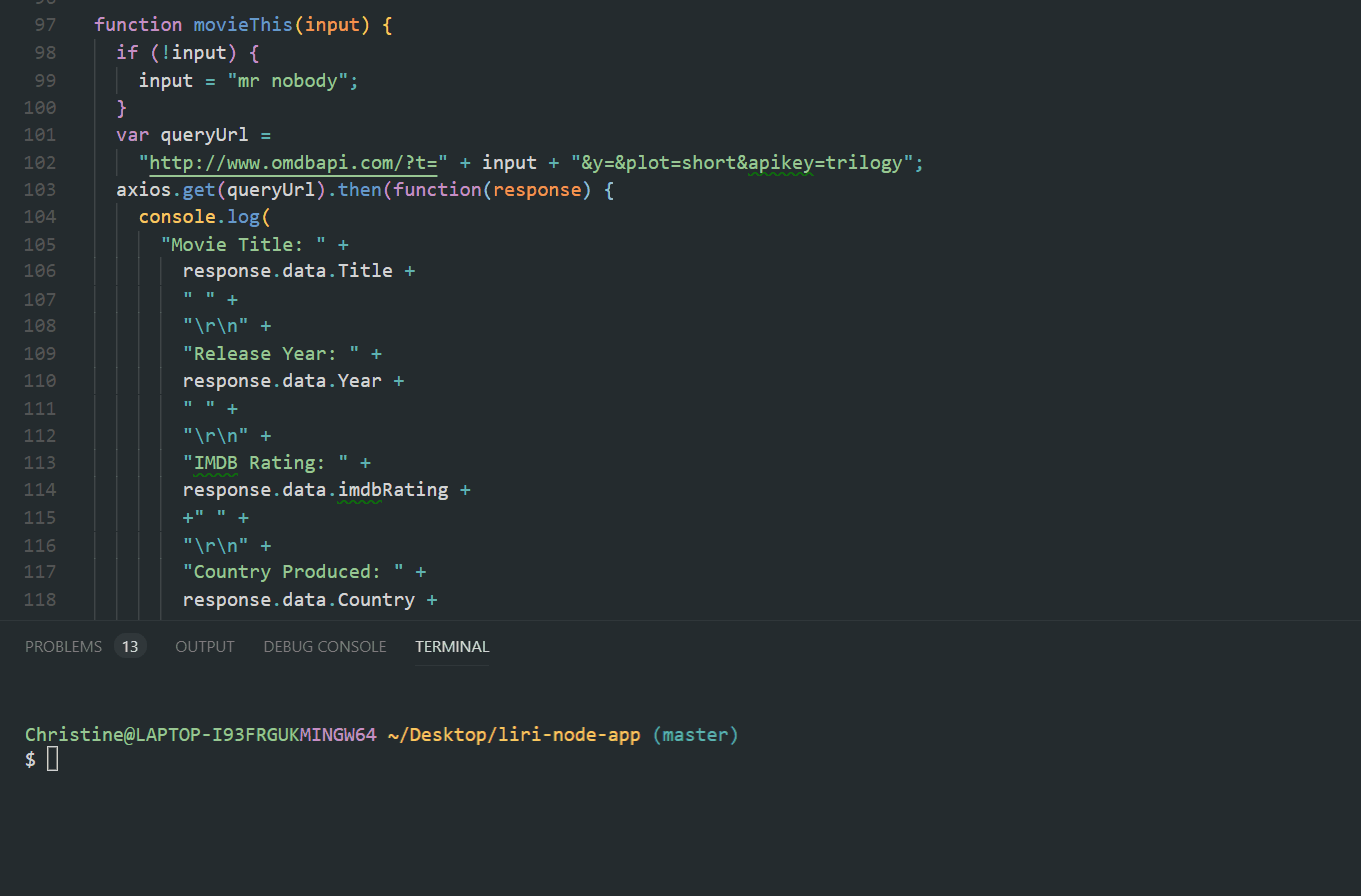 97 function movieThis(input) {
98 if (!input) {
99 input = "mr nobody";
100 }
101 var queryUrl =
102 "http://www.omdbapi.com/?t=" + input + "&y=&plot=short&apikey=trilogy";
103 axios.get(queryUrl).then(function(response) {
104 console.log(
105 "Movie Title: " +
106 response.data.Title +
107 " " +
108 "\r\n" +
109 "Release Year: " +
110 response.data.Year +
111 " " +
112 "\r\n" +
113 "IMDB Rating: " +
114 response.data.imdbRating +
115 +" " +
116 "\r\n" +
117 "Country Produced: " +
118 response.data.Country +
PROBLEMS 13 OUTPUT DEBUG CONSOLE TERMINAL
Christine@LAPTOP-I93FRGUKMINGW64 ~/Desktop/liri-node-app (master)
$